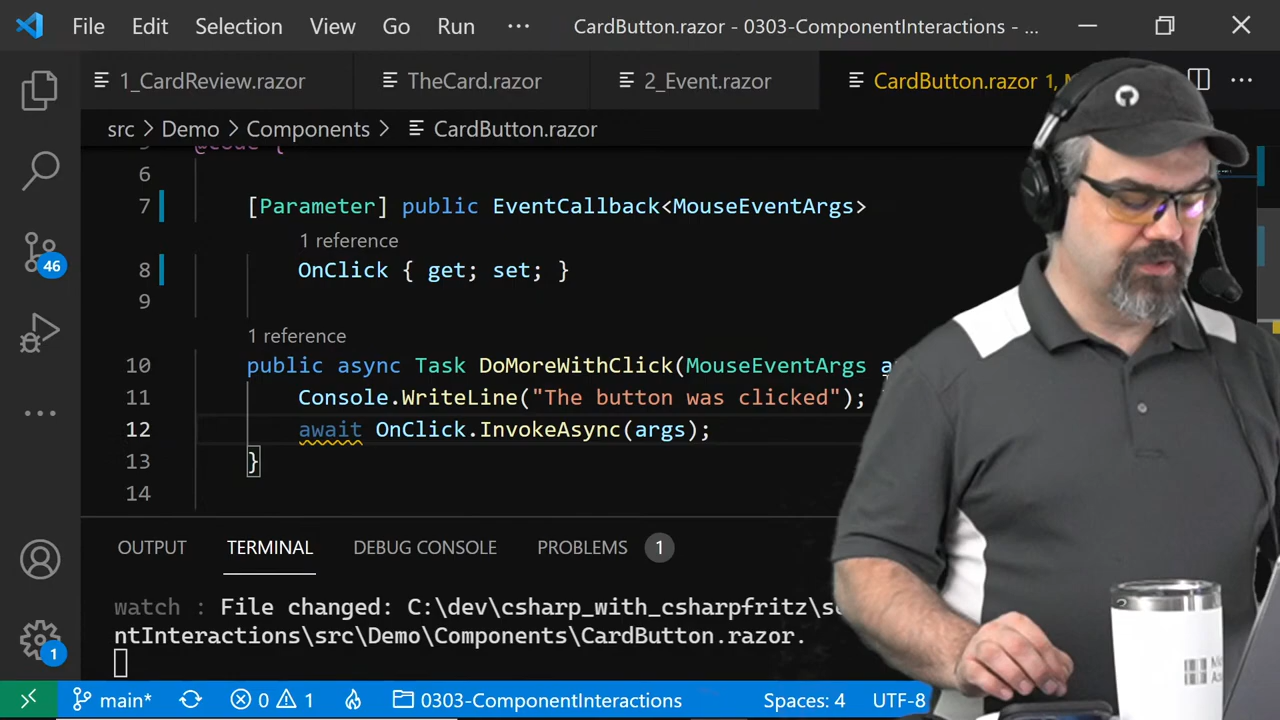 File Edit Selection View Go Run ··· CardButton.razor - 0303-ComponentInteractions - ...
1_CardReview.razor TheCard.razor 2_Event.razor CardButton.razor 1,
src > Demo > Components > CardButton.razor
@code {
6
7 [Parameter] public EventCallback<MouseEventArgs>
1 reference
8 OnClick { get; set; }
9
1 reference
10 public async Task DoMoreWithClick(MouseEventArgs
11 Console.WriteLine("The button was clicked");
12 await OnClick.InvokeAsync(args);
13 }
14
46
OUTPUT TERMINAL DEBUG CONSOLE PROBLEMS 1
watch : File changed: C:\dev\csharp_with_csharpfritz\s
ntInteractions\src\Demo\Components\CardButton.razor.
1
main* 0 1 0303-ComponentInteractions Spaces: 4 UTF-8